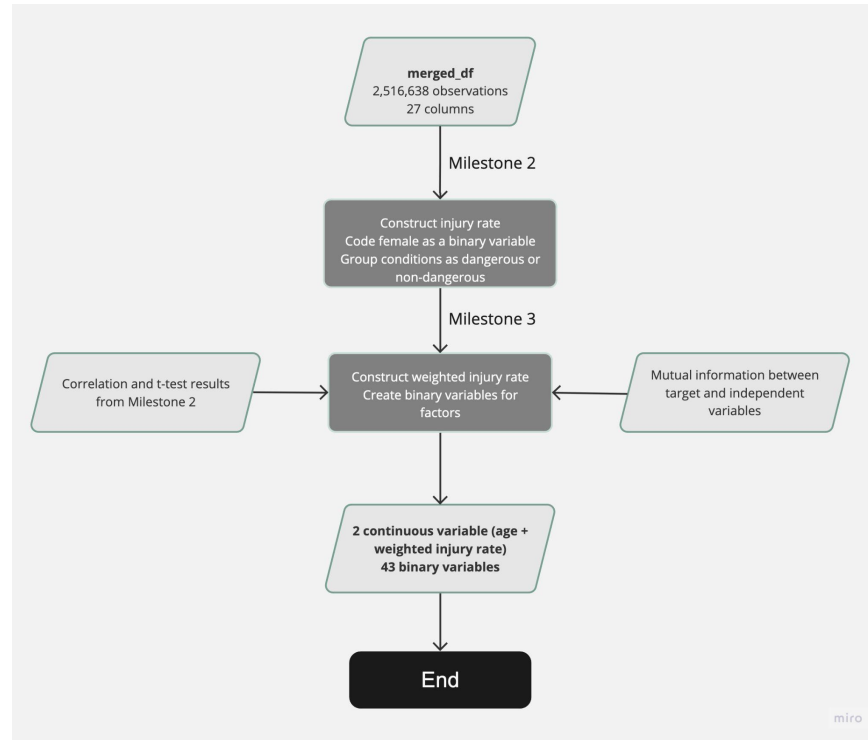 merged_df
2,516,638 observations
27 columns
Milestone 2
Construct injury rate
Code female as a binary variable
Group conditions as dangerous or
non-dangerous
Milestone 3
Correlation and t-test results
from Milestone 2
Construct weighted injury rate
Create binary variables for
factors
Mutual information between
target and independent
variables
2 continuous variable (age +
weighted injury rate)
43 binary variables
End
miro